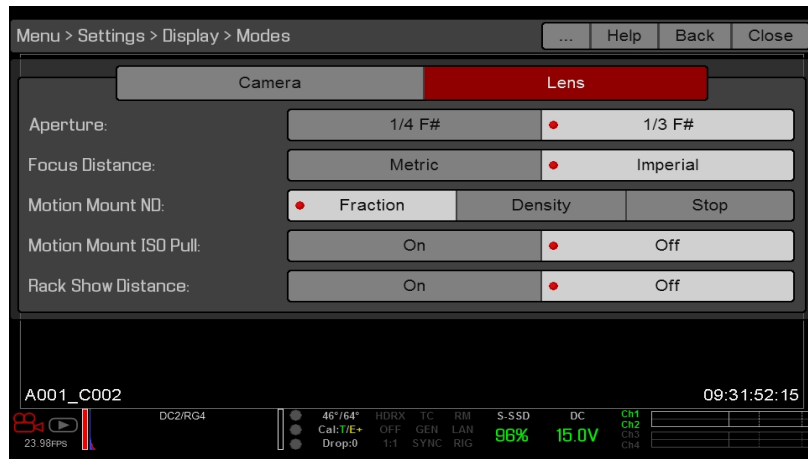 Menu > Settings > Display > Modes ... Help Back Close
Camera Lens
Aperture: 1/4 F# 1/3 F#
Focus Distance: Metric Imperial
Motion Mount ND: Fraction Density Stop
Motion Mount ISO Pull: On Off
Rack Show Distance: On Off
A001_C002 09:31:52:15
DC2/RG4 46°/64° HDRX TC RM S-SSD DC Ch1
Cal:T/E+ OFF GEN LAN 96% 15.0V Ch2
23.98FPS Drop:0 1:1 SYNC RIG Ch3
Ch4